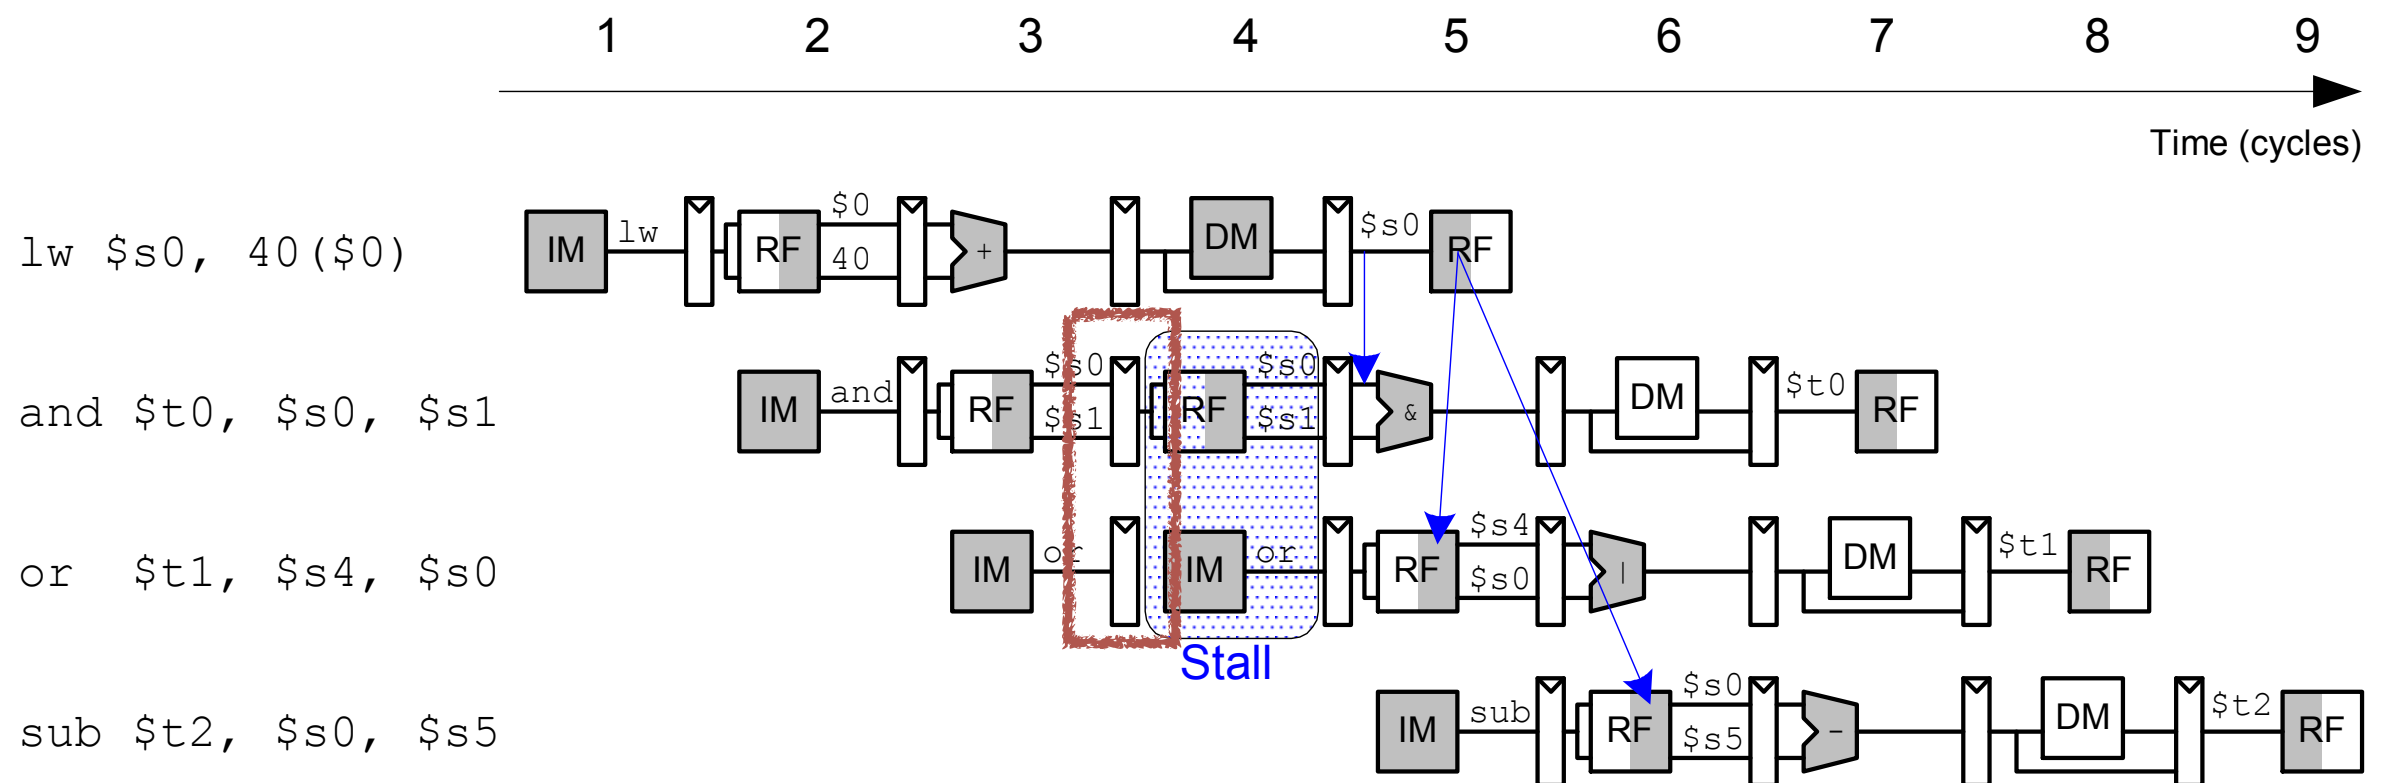 1 2 3 4 5 6 7 8 9
Time (cycles)
$0
lw $s0, 40($0) IM lw RF 40 + DM $s0 RF
$s0 $s0
and $t0, $s0, $s1 IM and RF $s1 RF $s1 & DM $t0 RF
$s4
or $t1, $s4, $s0 IM or IM or RF $s0 | DM $t1 RF
Stall
$s0
sub $t2, $s0, $s5 IM sub RF $s5 - DM $t2 RF